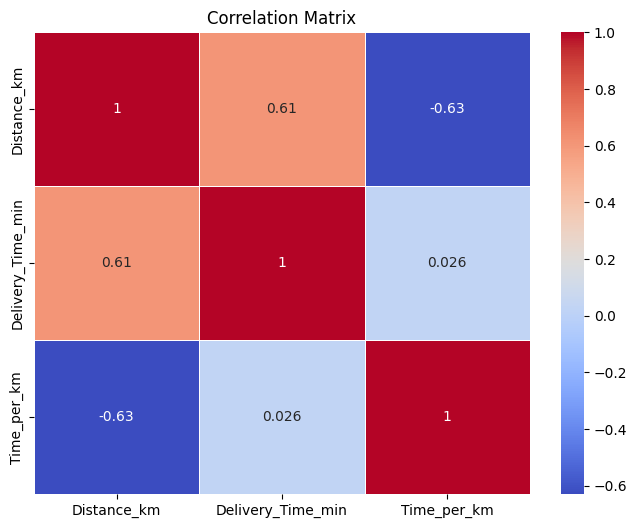 Correlation Matrix
Distance_km
1
0.61
-0.63
Delivery_Time_min
0.61
1
0.026
Time_per_km
-0.63
0.026
1
Distance_km
Delivery_Time_min
Time_per_km
1.0
0.8
0.6
0.4
0.2
0.0
−0.2
−0.4
−0.6